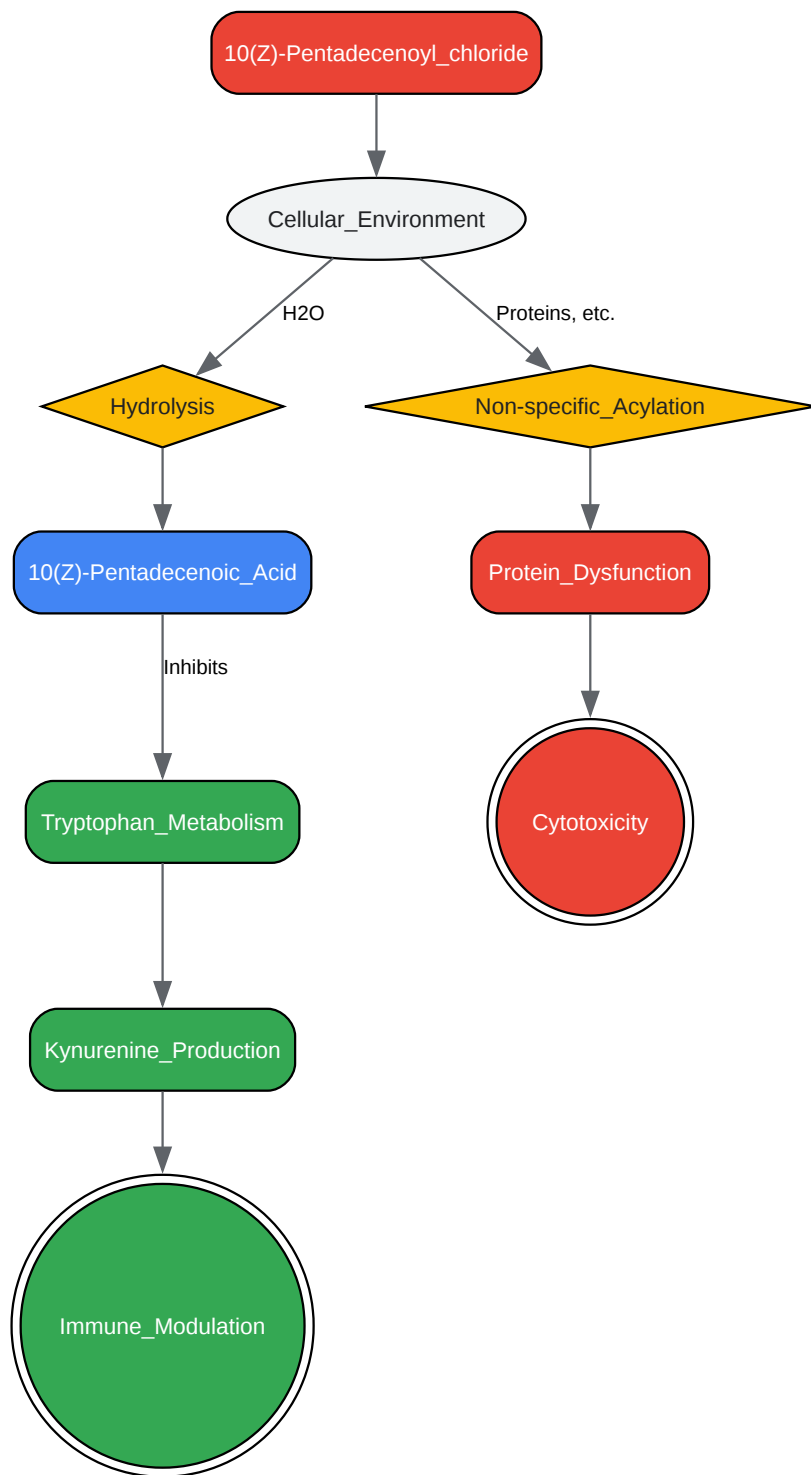 10(Z)-Pentadecenoyl_chloride
Cellular_Environment
H2O
Proteins, etc.
Hydrolysis
Non-specific_Acylation
10(Z)-Pentadecenoic_Acid
Protein_Dysfunction
Inhibits
Tryptophan_Metabolism
Cytotoxicity
Kynurenine_Production
Immune_Modulation